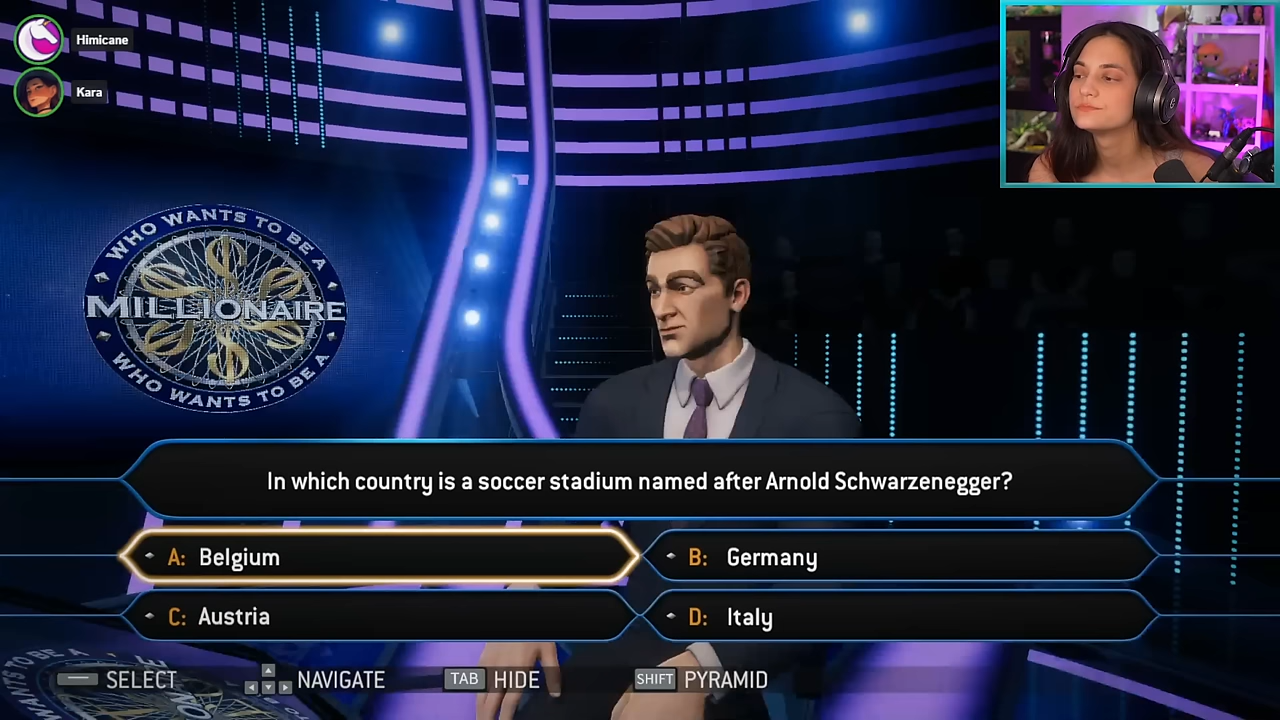 Himicane
Kara
WHO WANTS TO BE A
MILLIONAIRE
WHO WANTS TO BE A
In which country is a soccer stadium named after Arnold Schwarzenegger?
A: Belgium
B: Germany
C: Austria
D: Italy
SELECT
NAVIGATE
TAB HIDE
SHIFT PYRAMID